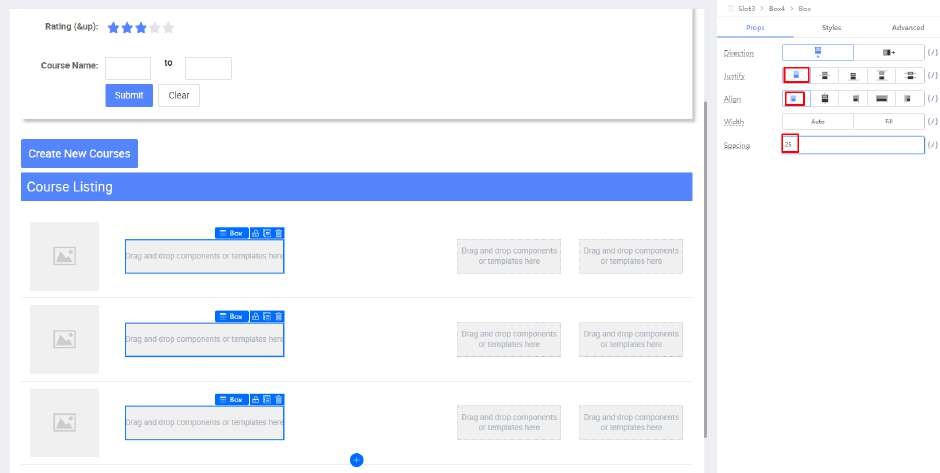 Slot3 > Box4 > Box
Props Styles Advanced
Rating (&up):
Direction {/}
Justify {/}
Course Name: to
Align {/}
Submit Clear
Width Auto Fill {/}
Spacing 25 {/}
Create New Courses
Course Listing
Box
Drag and drop components or templates here
Drag and drop components
or templates here
Drag and drop components
or templates here
Box
Drag and drop components or templates here
Drag and drop components
or templates here
Drag and drop components
or templates here
Box
Drag and drop components or templates here
Drag and drop components
or templates here
Drag and drop components
or templates here